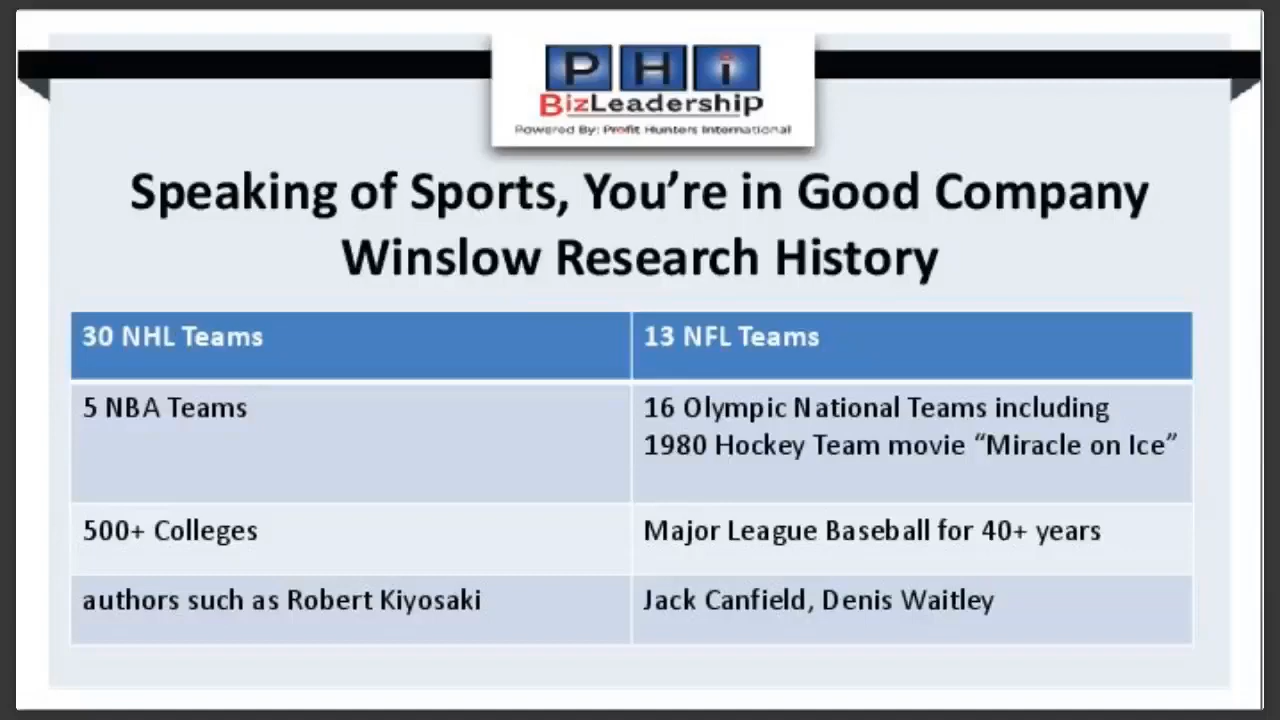 PHi
BizLeadership
Powered By: Profit Hunters International
Speaking of Sports, You’re in Good Company
Winslow Research History
30 NHL Teams
13 NFL Teams
5 NBA Teams
16 Olympic National Teams including
1980 Hockey Team movie “Miracle on Ice”
500+ Colleges
Major League Baseball for 40+ years
authors such as Robert Kiyosaki
Jack Canfield, Denis Waitley